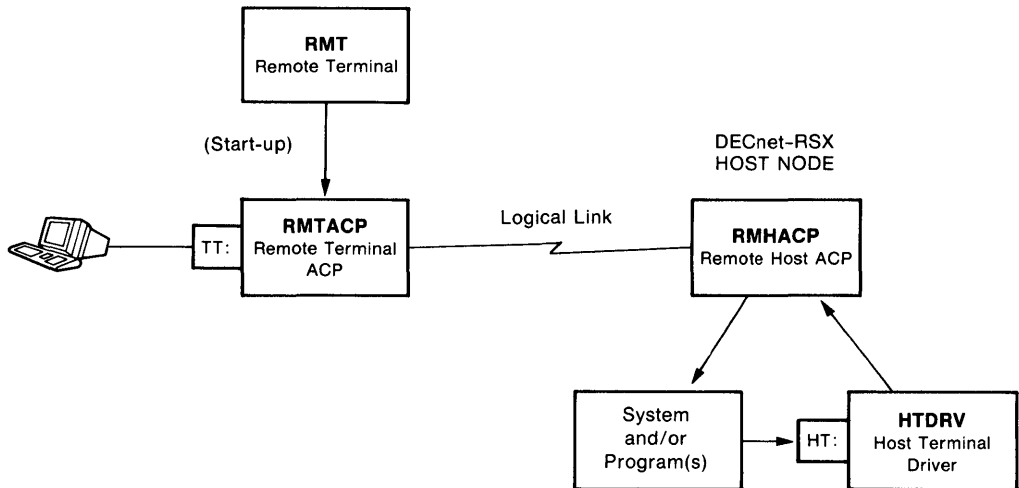 RMT
Remote Terminal
(Start-up)
DECnet-RSX
HOST NODE
TT:
RMTACP
Remote Terminal
ACP
Logical Link
RMHACP
Remote Host ACP
System
and/or
Program(s)
HT:
HTDRV
Host Terminal
Driver